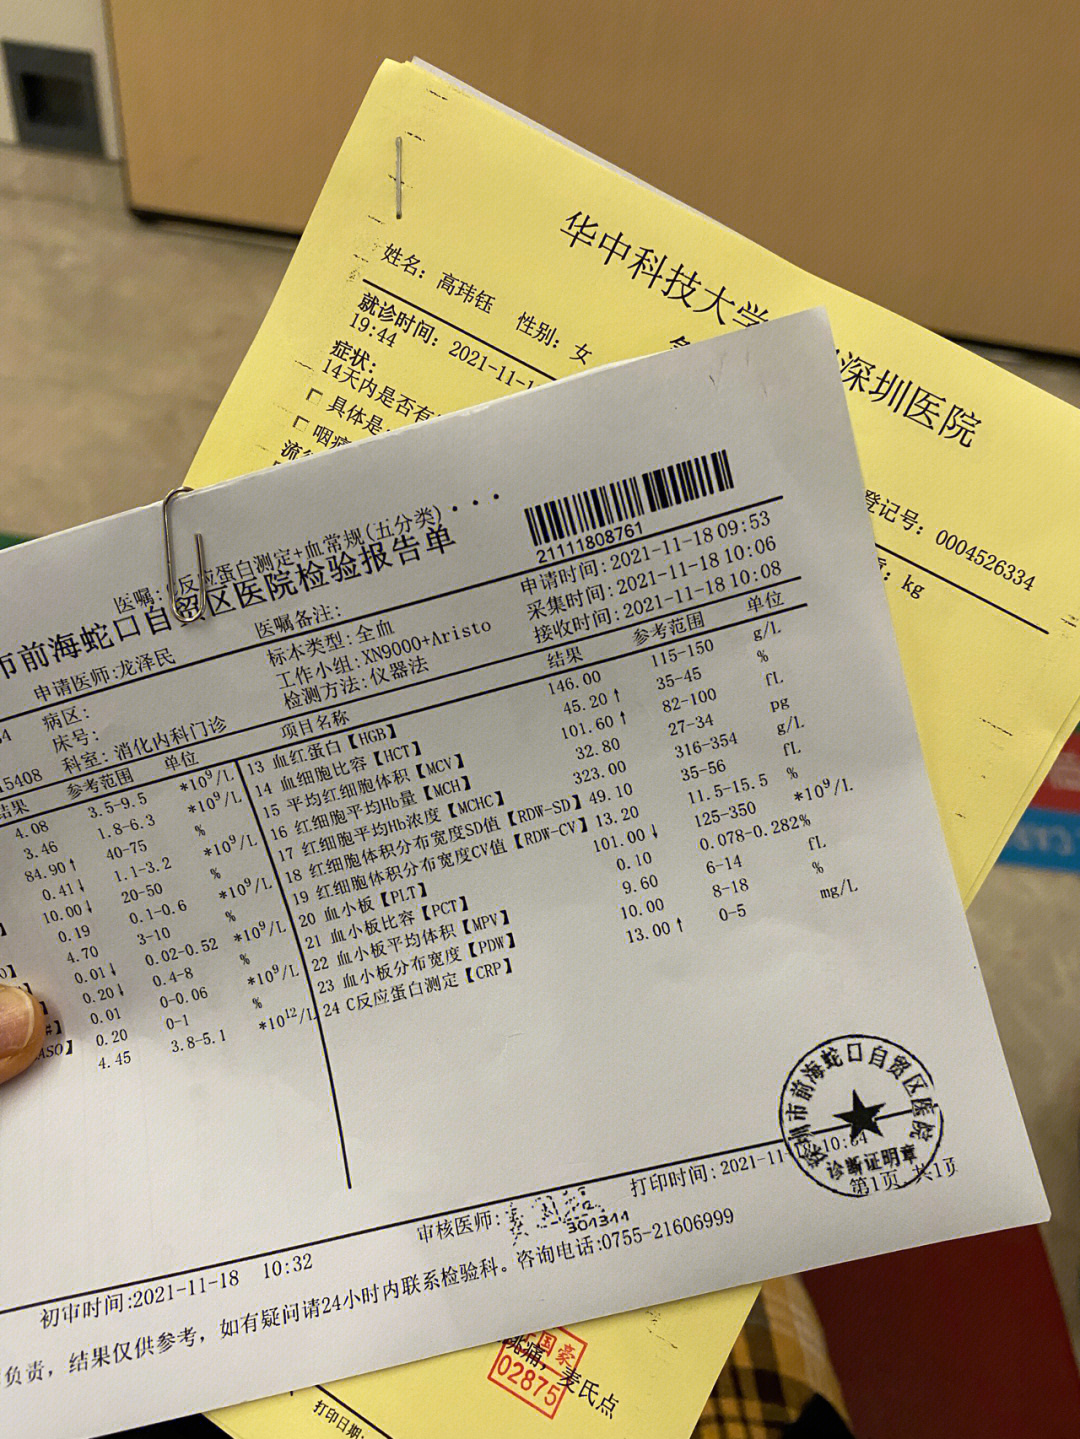 华中科技大学
深圳医院
姓名: 高玮钰 性别: 女
登记号: 0004526334
kg
就诊时间: 2021-11-1
19:44
症状:
14天内是否有
具体是
咽痛
医嘱: 反应蛋白测定+血常规(五分类)····
21111808761
市前海蛇口自贸区医院检验报告单
申请医师:龙泽民
医嘱备注:
申请时间:2021-11-18 09:53
病区:
标本类型:全血
采集时间:2021-11-18 10:06
床号:
工作小组:XN9000+Aristo
接收时间:2021-11-18 10:08
15408 科室:消化内科门诊
检测方法:仪器法
结果 参考范围 单位
项目名称 结果 参考范围 单位
4.08 3.5-9.5 *10⁹/L
3.46 1.8-6.3 *10⁹/L
84.90↑ 40-75 %
0.41↓ 1.1-3.2 *10⁹/L
10.00↓ 20-50 %
0.19 0.1-0.6 *10⁹/L
4.70 3-10 %
0.01↓ 0.02-0.52 *10⁹/L
0.20↓ 0.4-8 %
0.01 0-0.06 *10⁹/L
0.20 0-1 %
4.45 3.8-5.1 *10¹²/L
13 血红蛋白【HGB】 146.00 115-150 g/L
14 血细胞比容【HCT】 45.20↑ 35-45 %
15 平均红细胞体积【MCV】 101.60↑ 82-100 fL
16 红细胞平均Hb量【MCH】 32.80 27-34 pg
17 红细胞平均Hb浓度【MCHC】 323.00 316-354 g/L
18 红细胞体积分布宽度SD值【RDW-SD】 49.10 35-56 fL
19 红细胞体积分布宽度CV值【RDW-CV】 13.20 11.5-15.5 %
20 血小板【PLT】 101.00↓ 125-350 *10⁹/L
21 血小板比容【PCT】 0.10 0.078-0.282%
22 血小板平均体积【MPV】 9.60 6-14 fL
23 血小板分布宽度【PDW】 10.00 8-18 %
24 C反应蛋白测定【CRP】 13.00↑ 0-5 mg/L
深圳市前海蛇口自贸区医院
诊断证明章
初审时间:2021-11-18 10:32
审核医师:
301311
打印时间:2021-11-
第1页 共1页
负责, 结果仅供参考, 如有疑问请24小时内联系检验科。咨询电话:0755-21606999
国豪
02875
跳痛, 麦氏点
打印日期: